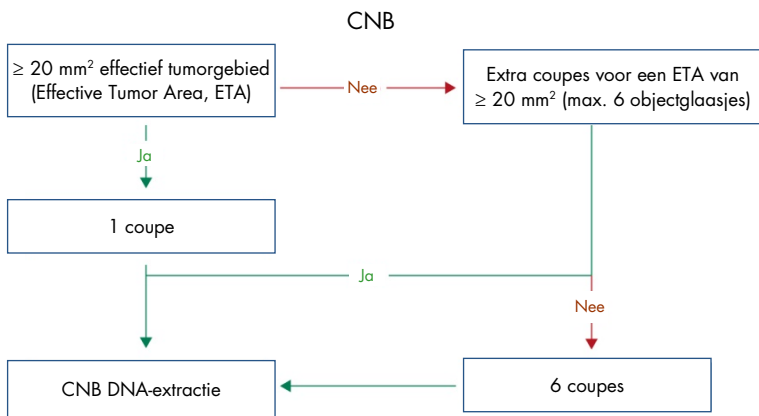 CNB
≥ 20 mm² effectief tumorgebied
(Effective Tumor Area, ETA)
Nee
Extra coupes voor een ETA van
≥ 20 mm² (max. 6 objectglaasjes)
Ja
1 coupe
Ja
Nee
CNB DNA-extractie
6 coupes